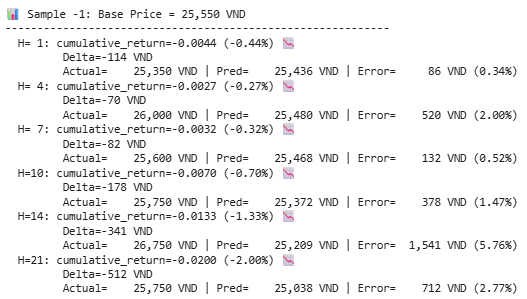 📊 Sample -1: Base Price = 25,550 VND
------------------------------------------------------------
H= 1: cumulative_return=-0.0044 (-0.44%) 📉
Delta=-114 VND
Actual=    25,350 VND | Pred=    25,436 VND | Error=     86 VND (0.34%)
H= 4: cumulative_return=-0.0027 (-0.27%) 📉
Delta=-70 VND
Actual=    26,000 VND | Pred=    25,480 VND | Error=    520 VND (2.00%)
H= 7: cumulative_return=-0.0032 (-0.32%) 📉
Delta=-82 VND
Actual=    25,600 VND | Pred=    25,468 VND | Error=    132 VND (0.52%)
H=10: cumulative_return=-0.0070 (-0.70%) 📉
Delta=-178 VND
Actual=    25,750 VND | Pred=    25,372 VND | Error=    378 VND (1.47%)
H=14: cumulative_return=-0.0133 (-1.33%) 📉
Delta=-341 VND
Actual=    26,750 VND | Pred=    25,209 VND | Error=  1,541 VND (5.76%)
H=21: cumulative_return=-0.0200 (-2.00%) 📉
Delta=-512 VND
Actual=    25,750 VND | Pred=    25,038 VND | Error=    712 VND (2.77%)